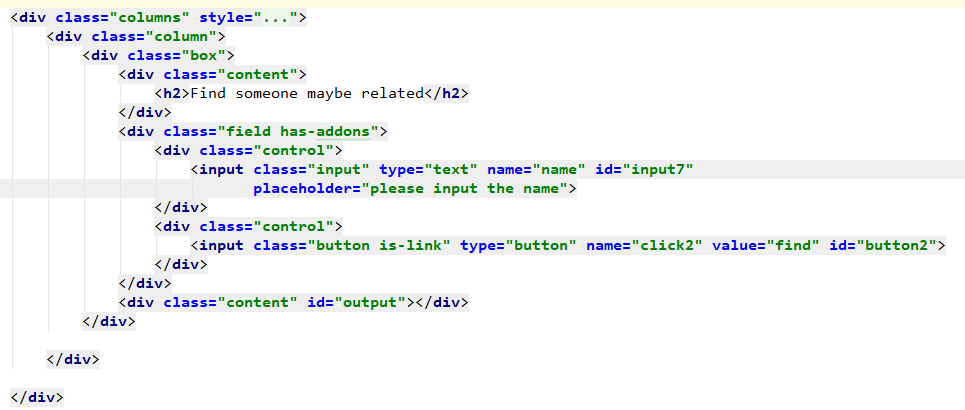 <div class="columns" style="...">
<div class="column">
<div class="box">
<div class="content">
<h2>Find someone maybe related</h2>
</div>
<div class="field has-addons">
<div class="control">
<input class="input" type="text" name="name" id="input7"
placeholder="please input the name">
</div>
<div class="control">
<input class="button is-link" type="button" name="click2" value="find" id="button2">
</div>
</div>
<div class="content" id="output"></div>
</div>
</div>
</div>